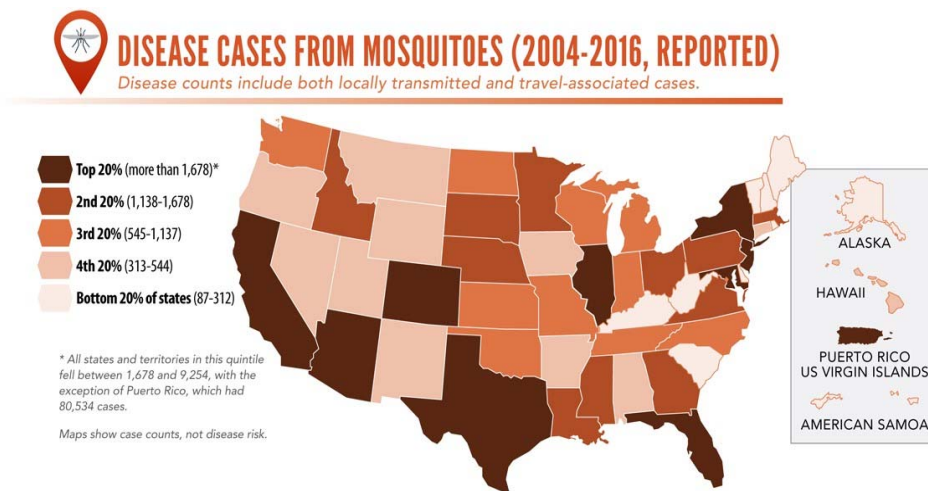 DISEASE CASES FROM MOSQUITOES (2004-2016, REPORTED)
Disease counts include both locally transmitted and travel-associated cases.
Top 20% (more than 1,678)*
2nd 20% (1,138-1,678)
3rd 20% (545-1,137)
4th 20% (313-544)
Bottom 20% of states (87-312)
* All states and territories in this quintile
fell between 1,678 and 9,254, with the
exception of Puerto Rico, which had
80,534 cases.
Maps show case counts, not disease risk.
ALASKA
HAWAII
PUERTO RICO
US VIRGIN ISLANDS
AMERICAN SAMOA